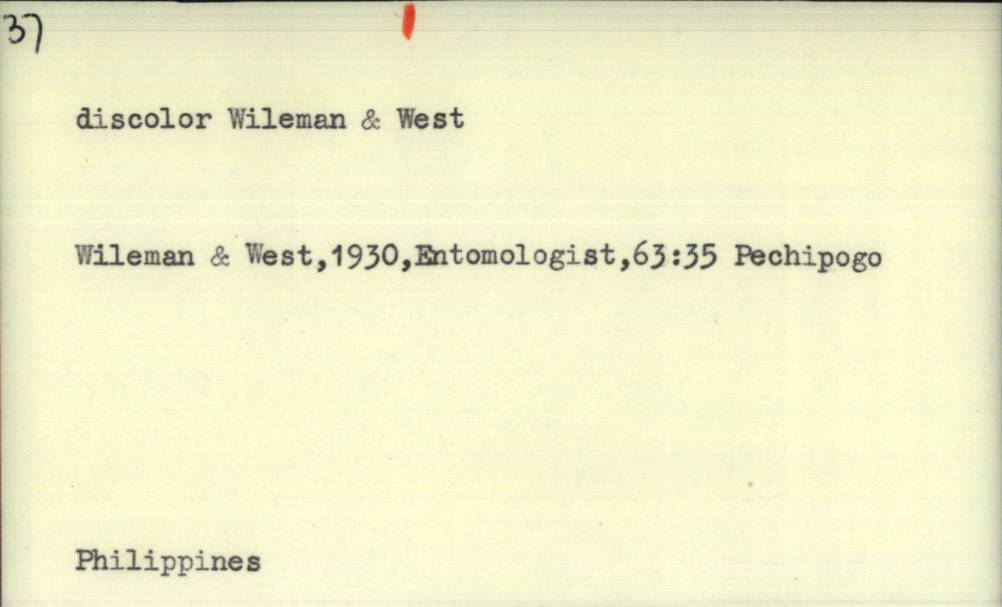 37
discolor Wileman & West
Wileman & West,1930,Entomologist,63:35 Pechipogo
Philippines